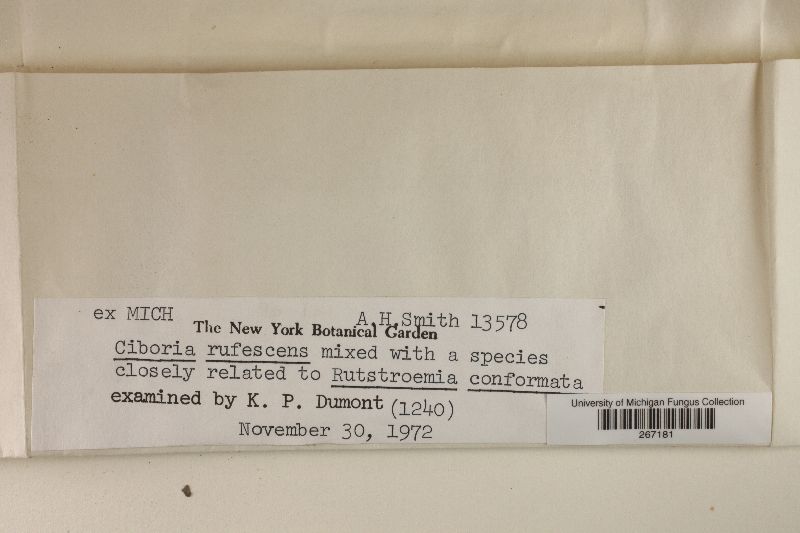 ex MICH A.H.Smith 13578
The New York Botanical Garden
Ciboria rufescens mixed with a species
closely related to Rutstroemia conformata
examined by K. P. Dumont (1240)
November 30, 1972
University of Michigan Fungus Collection
267181